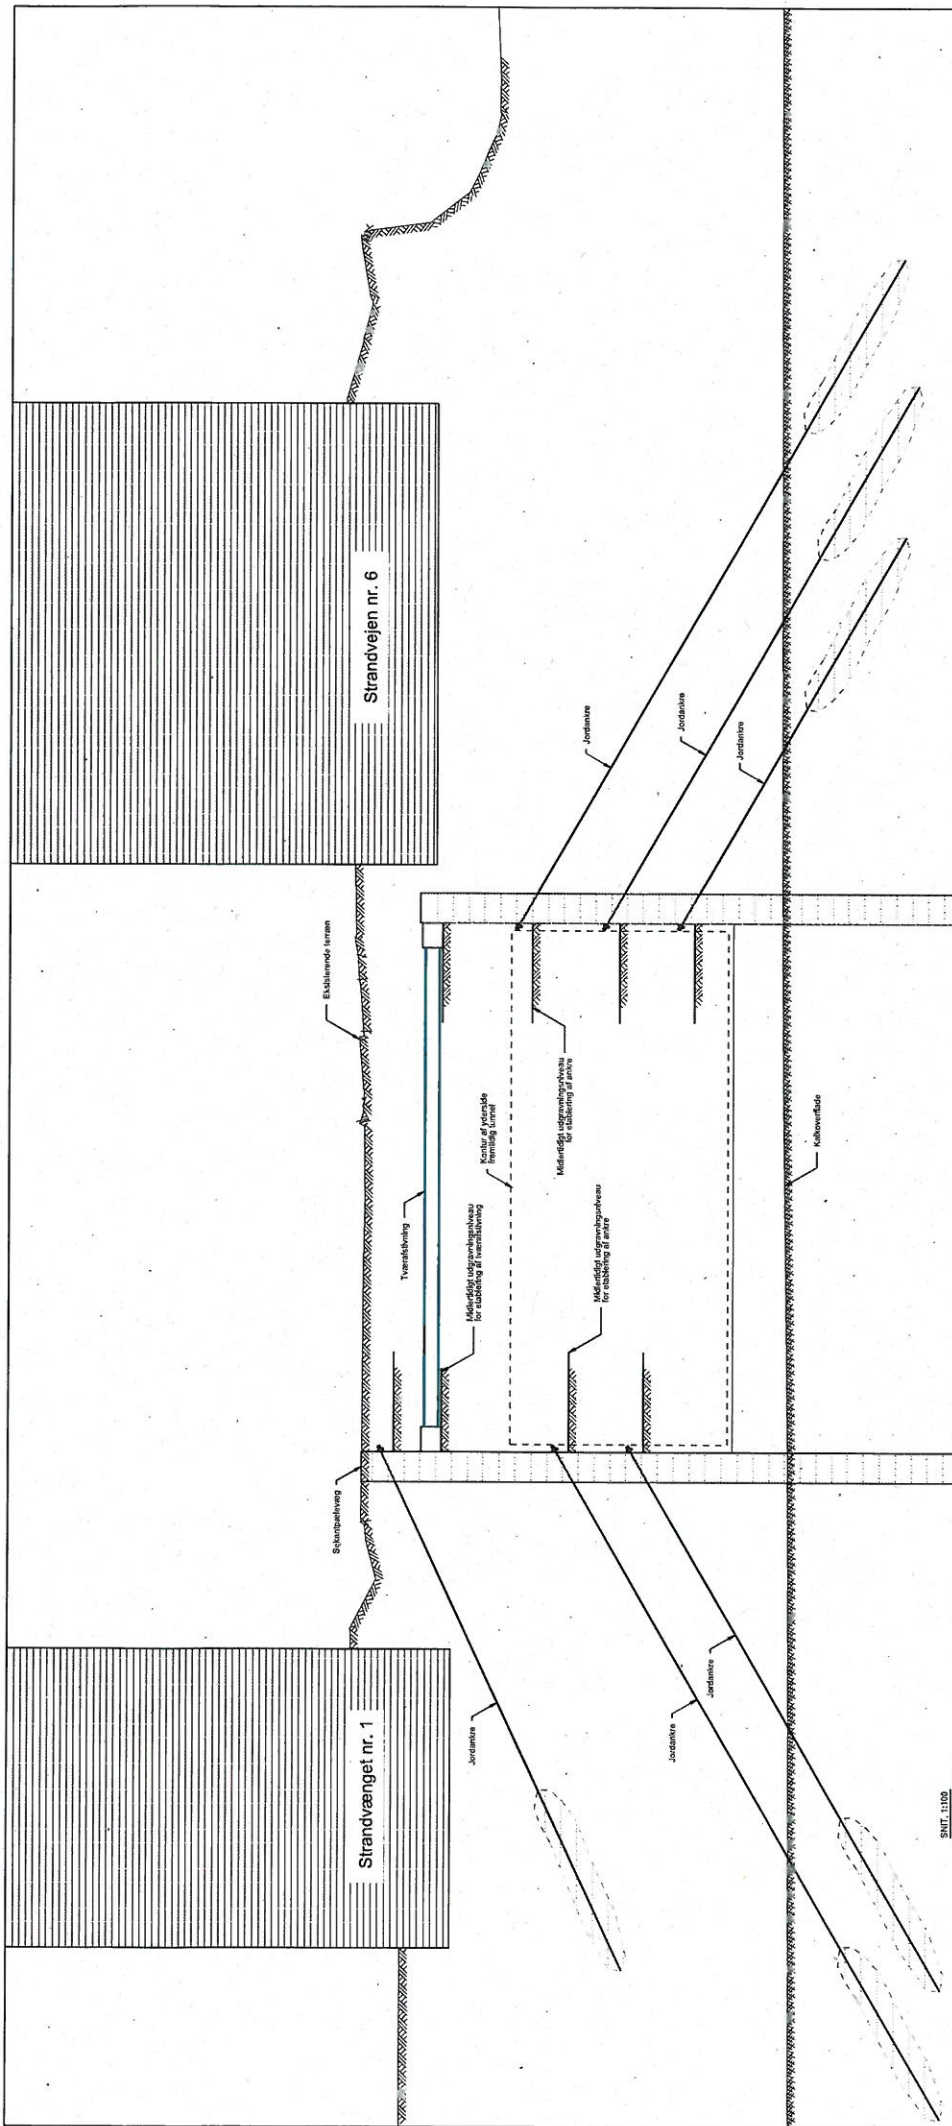 Strandvænget nr. 1
Strandvejen nr. 6
Sekantpælevæg
Eksisterende terræn
Tværafstivning
Midlertidigt udgravningsniveau
for etablering af tværafstivning
Kontur af yderside
fremtidig tunnel
Midlertidigt udgravningsniveau
for etablering af ankre
Midlertidigt udgravningsniveau
for etablering af ankre
Jordankre
Jordankre
Jordankre
Jordankre
Jordankre
Jordankre
Kalkoverflade
SNIT, 1:100